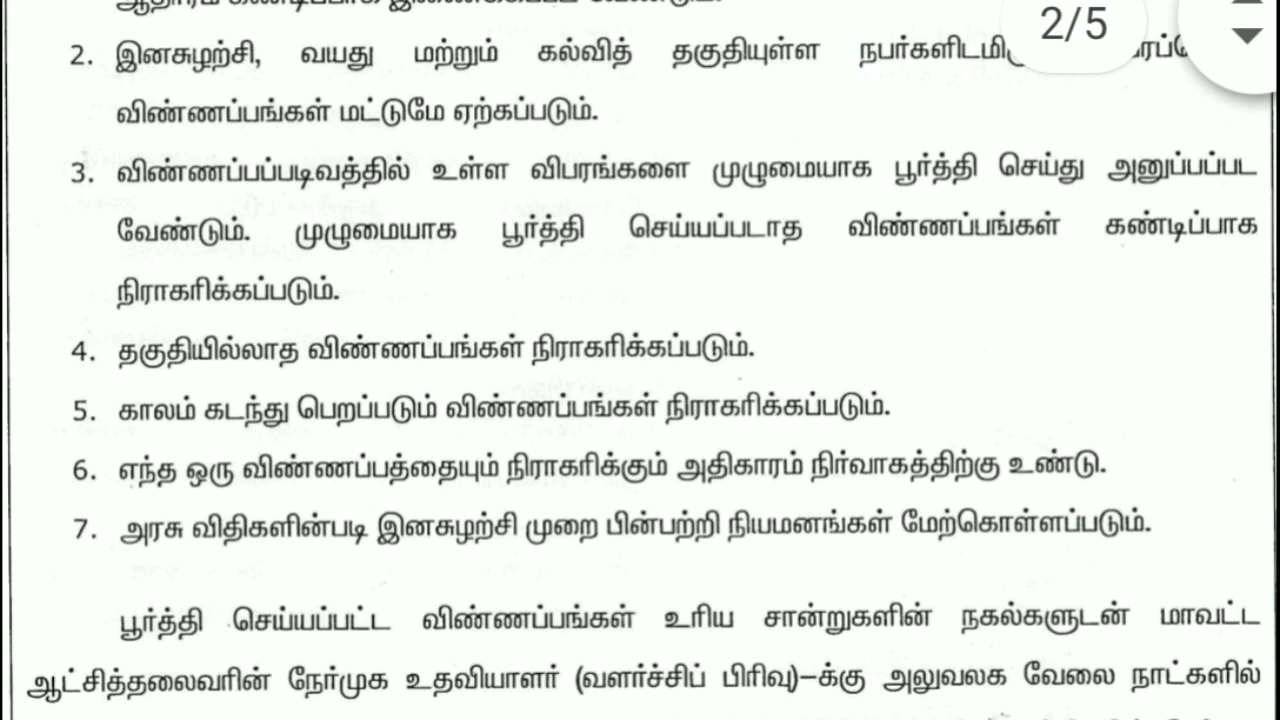 2/5
2. இனசுழற்சி, வயது மற்றும் கல்வித் தகுதியுள்ள
விண்ணப்பங்கள் மட்டுமே ஏற்கப்படும்.
3. விண்ணப்பப்படிவத்தில் உள்ள விபரங்களை முழுமையாக பூர்த்தி செய்து அனுப்பப்பட
வேண்டும். முழுமையாக பூர்த்தி செய்யப்படாத விண்ணப்பங்கள் கண்டிப்பாக
நிராகரிக்கப்படும்.
4. தகுதியில்லாத விண்ணப்பங்கள் நிராகரிக்கப்படும்.
5. காலம் கடந்து பெறப்படும் விண்ணப்பங்கள் நிராகரிக்கப்படும்.
6. எந்த ஒரு விண்ணப்பத்தையும் நிராகரிக்கும் அதிகாரம் நிர்வாகத்திற்கு உண்டு.
7. அரசு விதிகளின்படி இனசுழற்சி முறை பின்பற்றி நியமனங்கள் மேற்கொள்ளப்படும்.
பூர்த்தி செய்யப்பட்ட விண்ணப்பங்கள் உரிய சான்றுகளின் நகல்களுடன் மாவட்ட
ஆட்சித்தலைவரின் நேர்முக உதவியாளர் (வளர்ச்சிப் பிரிவு)–க்கு அலுவலக வேலை நாட்களில்